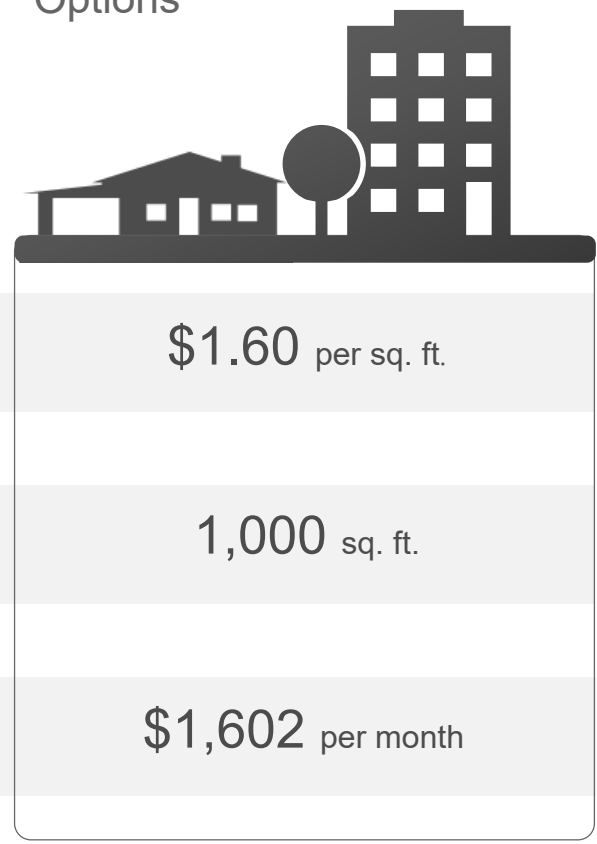 Options
$1.60 per sq. ft.
1,000 sq. ft.
$1,602 per month